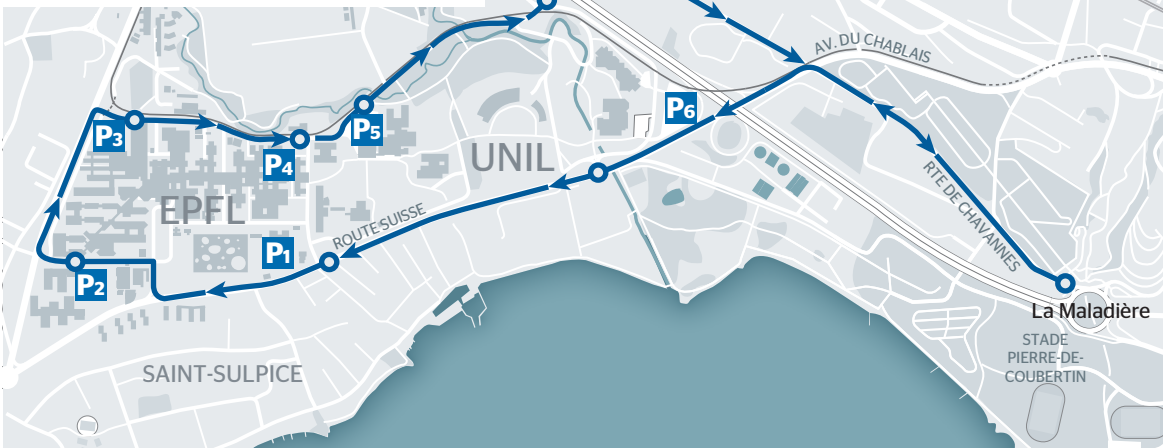 AV. DU CHABLAIS
P6
P3
P5
P4
UNIL
RTE DE CHAVANNES
EPFL
ROUTE SUISSE
P1
P2
La Maladière
STADE
PIERRE-DE-
COUBERTIN
SAINT-SULPICE